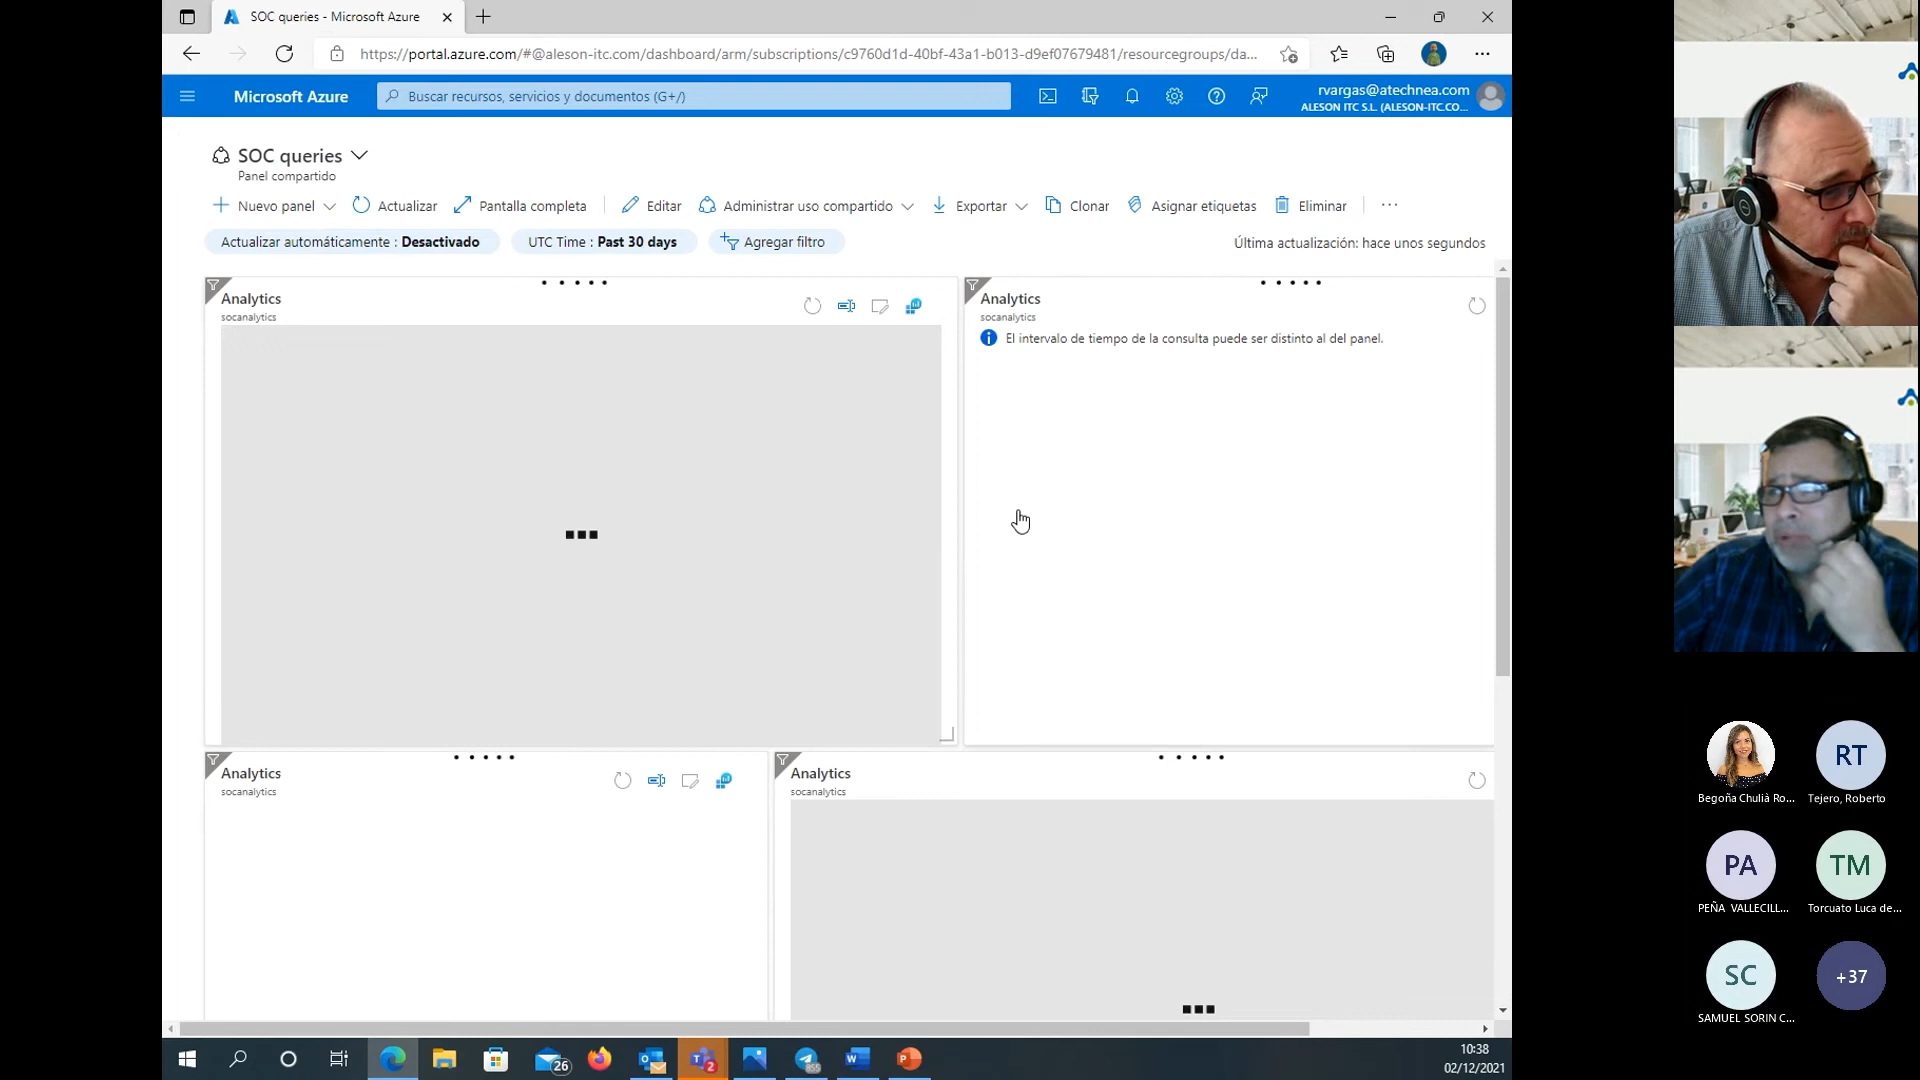 SOC queries - Microsoft Azure
https://portal.azure.com/#@aleson-itc.com/dashboard/arm/subscriptions/c9760d1d-40bf-43a1-b013-d9ef07679481/resourcegroups/da...
Microsoft Azure
Buscar recursos, servicios y documentos (G+/)
rvargas@atechnea.com
ALESON ITC S.L. (ALESON-ITC.CO...
SOC queries
Panel compartido
Nuevo panel
Actualizar
Pantalla completa
Editar
Administrar uso compartido
Exportar
Clonar
Asignar etiquetas
Eliminar
Actualizar automáticamente : Desactivado
UTC Time : Past 30 days
Agregar filtro
Última actualización: hace unos segundos
Analytics
socanalytics
Analytics
socanalytics
El intervalo de tiempo de la consulta puede ser distinto al del panel.
Analytics
socanalytics
Analytics
socanalytics
Begoña Chulià Ro...
RT
Tejero, Roberto
PA
PEÑA VALLECILL...
TM
Torcuato Luca de...
SC
SAMUEL SORIN C...
+37
26
2
855
10:38
02/12/2021